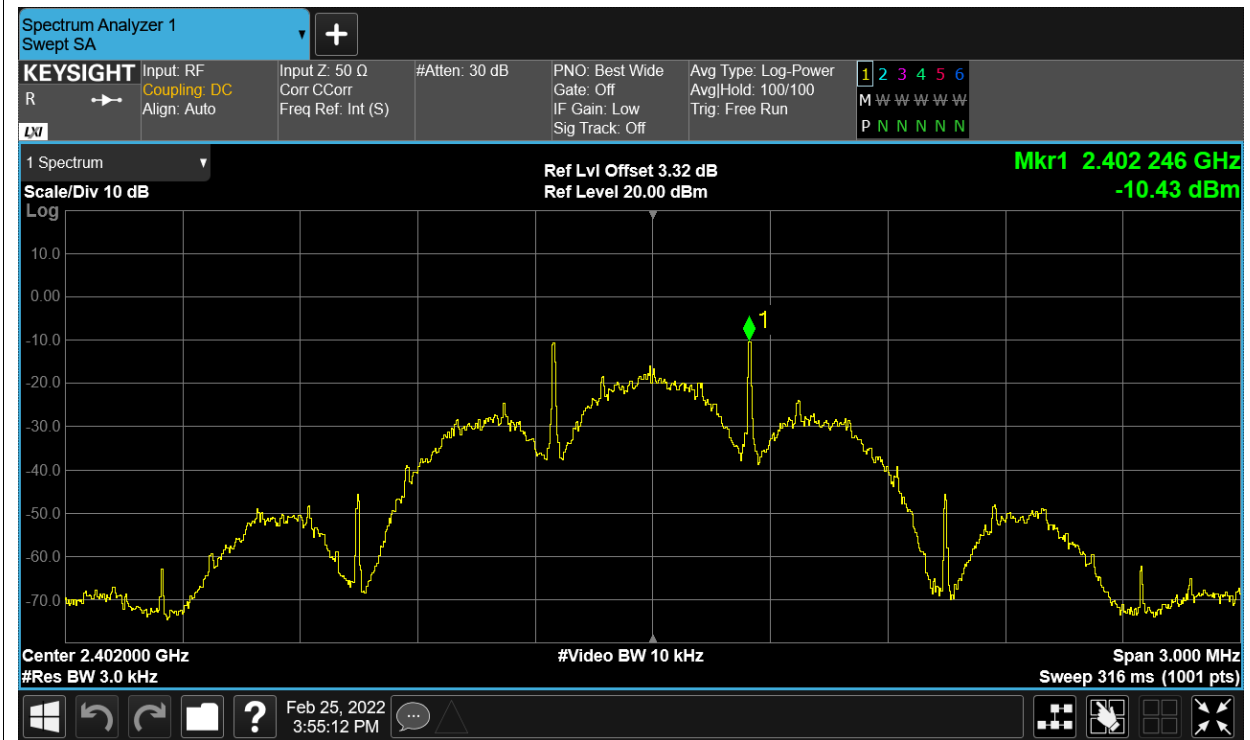 Spectrum Analyzer 1
Swept SA
+
KEYSIGHT
R
LXI
Input: RF
Coupling: DC
Align: Auto
Input Z: 50 Ω
Corr CCorr
Freq Ref: Int (S)
#Atten: 30 dB
PNO: Best Wide
Gate: Off
IF Gain: Low
Sig Track: Off
Avg Type: Log-Power
Avg|Hold: 100/100
Trig: Free Run
1 2 3 4 5 6
M W W W W W
P N N N N N
1 Spectrum
Scale/Div 10 dB
Ref Lvl Offset 3.32 dB
Ref Level 20.00 dBm
Mkr1 2.402 246 GHz
-10.43 dBm
Log
10.0
0.00
-10.0
-20.0
-30.0
-40.0
-50.0
-60.0
-70.0
1
Center 2.402000 GHz
#Video BW 10 kHz
Span 3.000 MHz
#Res BW 3.0 kHz
Sweep 316 ms (1001 pts)
?
Feb 25, 2022
3:55:12 PM